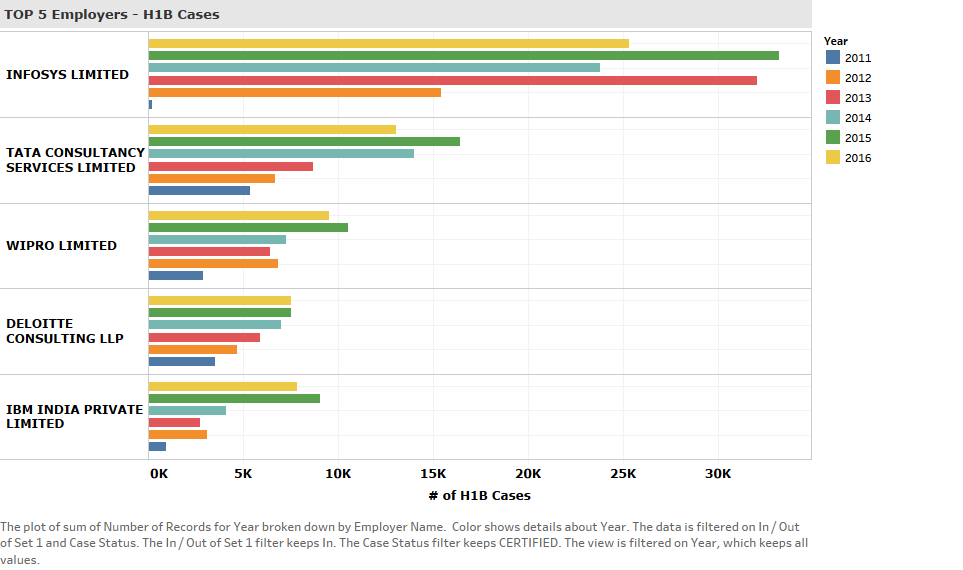 TOP 5 Employers - H1B Cases
Year
2011
2012
2013
2014
2015
2016
INFOSYS LIMITED
TATA CONSULTANCY
SERVICES LIMITED
WIPRO LIMITED
DELOITTE
CONSULTING LLP
IBM INDIA PRIVATE
LIMITED
0K 5K 10K 15K 20K 25K 30K
# of H1B Cases
The plot of sum of Number of Records for Year broken down by Employer Name.  Color shows details about Year. The data is filtered on In / Out
of Set 1 and Case Status. The In / Out of Set 1 filter keeps In. The Case Status filter keeps CERTIFIED. The view is filtered on Year, which keeps all
values.